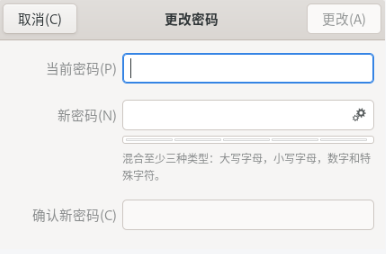 取消(C) 更改密码 更改(A)
当前密码(P)
新密码(N)
混合至少三种类型：大写字母，小写字母，数字和特
殊字符。
确认新密码(C)